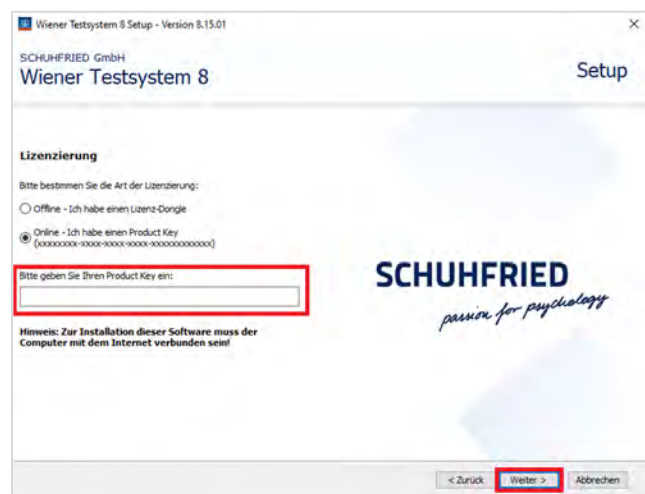 Wiener Testsystem 8 Setup - Version 8.15.01
SCHUHFRIED GmbH
Wiener Testsystem 8
Setup
Lizenzierung
Bitte bestimmen Sie die Art der Lizenzierung:
Offline - Ich habe einen Lizenz-Dongle
Online - Ich habe einen Product Key
(xxxxxxxx-xxxx-xxxx-xxxx-xxxxxxxxxxxx)
Bitte geben Sie Ihren Product Key ein:
Hinweis: Zur Installation dieser Software muss der
Computer mit dem Internet verbunden sein!
SCHUHFRIED
passion for psychology
< Zurück
Weiter >
Abbrechen